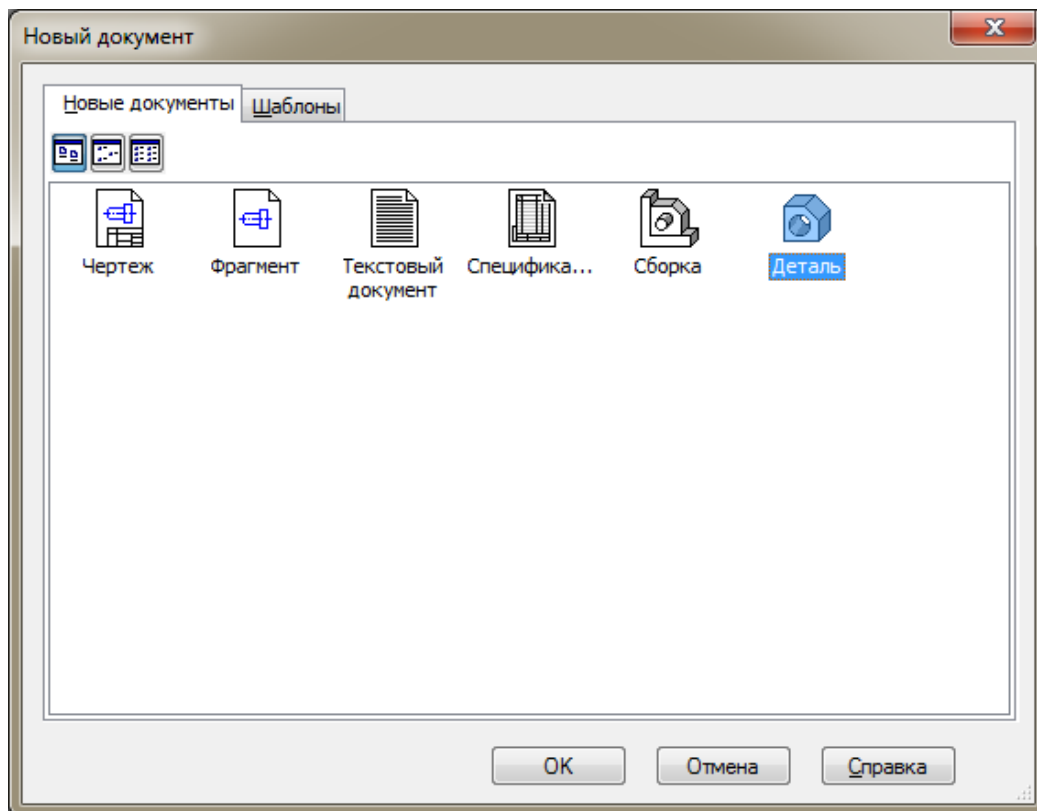 Новый документ
Новые документы Шаблоны
Чертеж Фрагмент Текстовый документ Специфика... Сборка Деталь
OK Отмена Справка